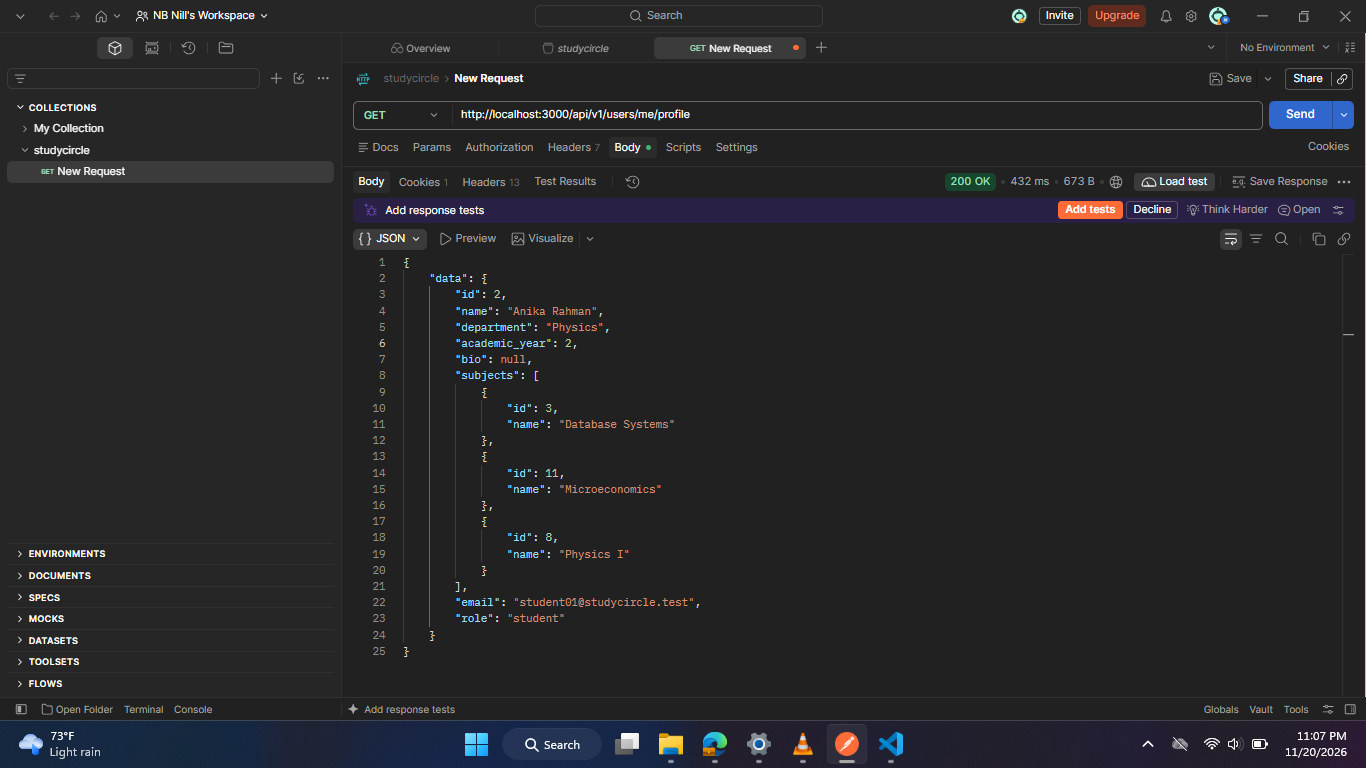 NB Nill's Workspace
Search
Invite
Upgrade
Overview
studycircle
GET New Request
No Environment
HTTP studycircle > New Request
Save
Share
COLLECTIONS
My Collection
studycircle
GET New Request
GET
http://localhost:3000/api/v1/users/me/profile
Send
Docs Params Authorization Headers 7 Body Scripts Settings Cookies
Body Cookies 1 Headers 13 Test Results
200 OK • 432 ms • 673 B
Load test
e.g. Save Response
Add response tests
Add tests Decline Think Harder Open
{} JSON Preview Visualize
1 {
2 "data": {
3 "id": 2,
4 "name": "Anika Rahman",
5 "department": "Physics",
6 "academic_year": 2,
7 "bio": null,
8 "subjects": [
9 {
10 "id": 3,
11 "name": "Database Systems"
12 },
13 {
14 "id": 11,
15 "name": "Microeconomics"
16 },
17 {
18 "id": 8,
19 "name": "Physics I"
20 }
21 ],
22 "email": "student01@studycircle.test",
23 "role": "student"
24 }
25 }
ENVIRONMENTS
DOCUMENTS
SPECS
MOCKS
DATASETS
TOOLSETS
FLOWS
Open Folder Terminal Console
Add response tests
Globals Vault Tools
73°F
Light rain
Search
11:07 PM
11/20/2026